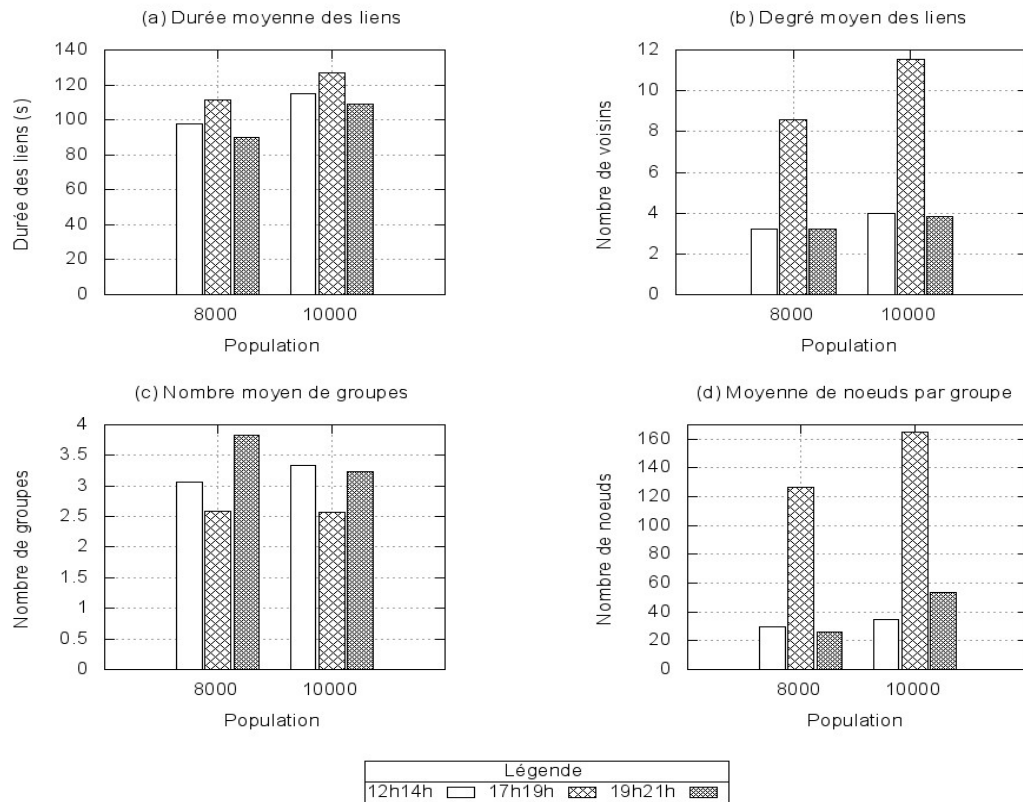 (a) Durée moyenne des liens
140
120
100
80
60
40
20
0
Durée des liens (s)
8000 10000
Population
(b) Degré moyen des liens
12
10
8
6
4
2
0
Nombre de voisins
8000 10000
Population
(c) Nombre moyen de groupes
4
3.5
3
2.5
2
1.5
1
0.5
0
Nombre de groupes
8000 10000
Population
(d) Moyenne de noeuds par groupe
160
140
120
100
80
60
40
20
0
Nombre de noeuds
8000 10000
Population
Légende
12h14h 17h19h 19h21h